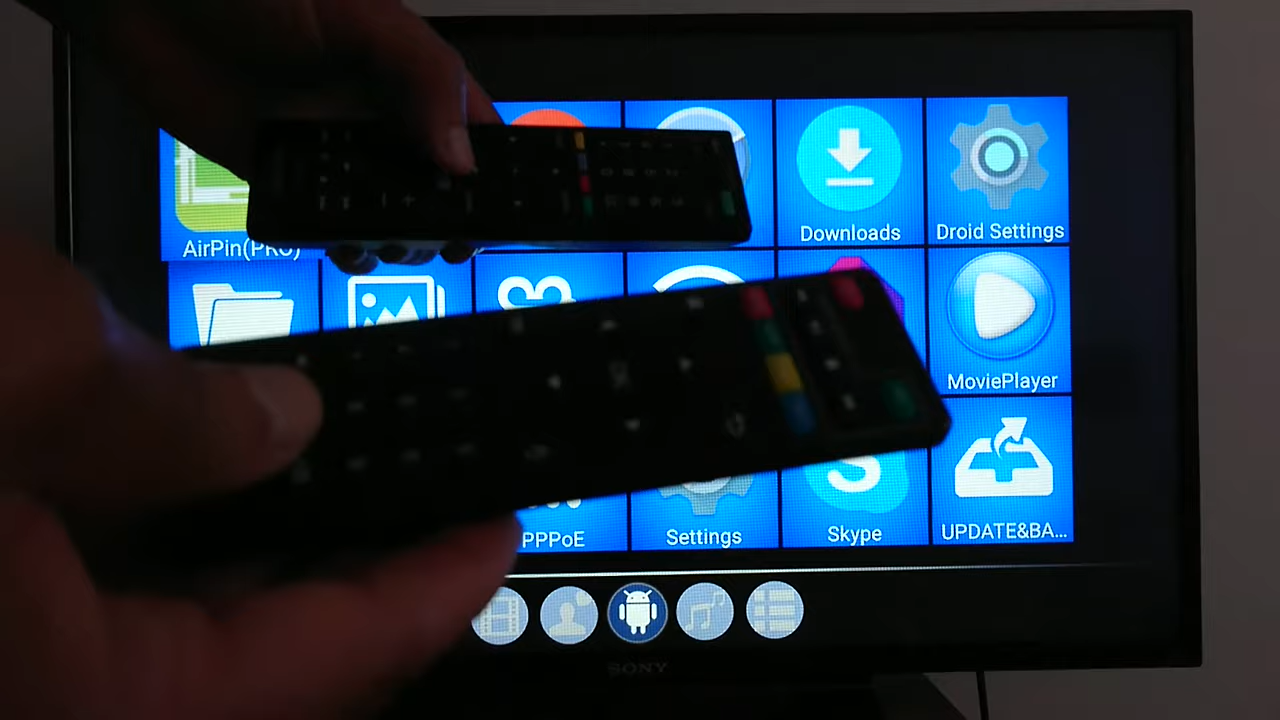 Downloads
Droid Settings
AirPin(PRO)
MoviePlayer
PPPoE
Settings
Skype
UPDATE&BA...
SONY